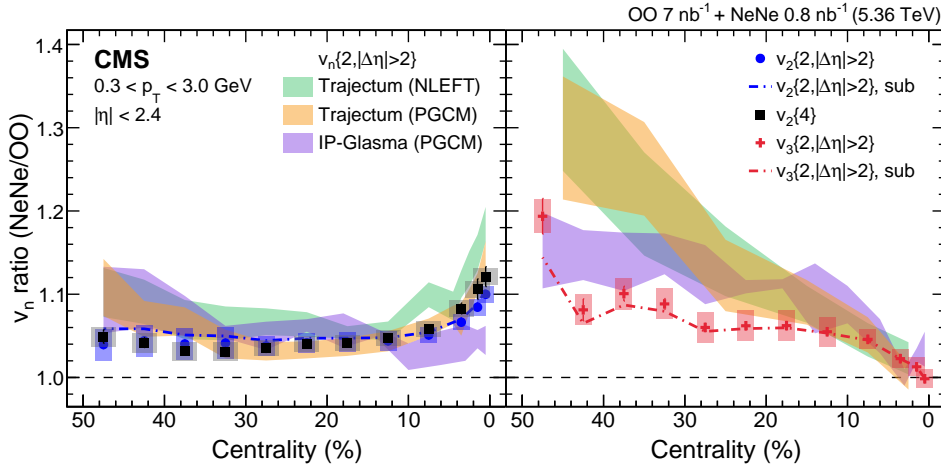 OO 7 nb⁻¹ + NeNe 0.8 nb⁻¹ (5.36 TeV)
CMS
0.3 < p_T < 3.0 GeV
|η| < 2.4
v_n{2,|Δη|>2}
Trajectum (NLEFT)
Trajectum (PGCM)
IP-Glasma (PGCM)
v_2{2,|Δη|>2}
v_2{2,|Δη|>2}, sub
v_2{4}
v_3{2,|Δη|>2}
v_3{2,|Δη|>2}, sub
v_n ratio (NeNe/OO)
1.4
1.3
1.2
1.1
1.0
50 40 30 20 10 0
50 40 30 20 10 0
Centrality (%)
Centrality (%)